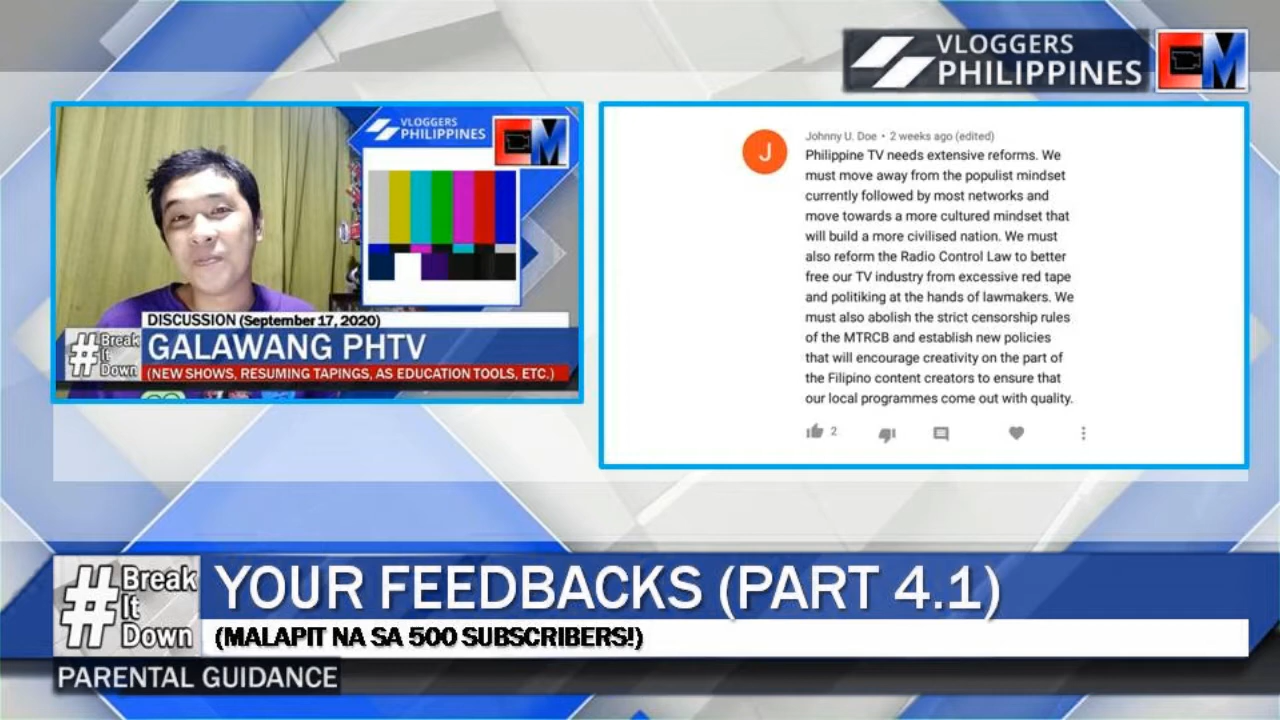 VLOGGERS
PHILIPPINES
VLOGGERS
PHILIPPINES
DISCUSSION (September 17, 2020)
#Break It Down
GALAWANG PHTV
(NEW SHOWS, RESUMING TAPINGS, AS EDUCATION TOOLS, ETC.)
J
Johnny U. Doe • 2 weeks ago (edited)
Philippine TV needs extensive reforms. We
must move away from the populist mindset
currently followed by most networks and
move towards a more cultured mindset that
will build a more civilised nation. We must
also reform the Radio Control Law to better
free our TV industry from excessive red tape
and politiking at the hands of lawmakers. We
must also abolish the strict censorship rules
of the MTRCB and establish new policies
that will encourage creativity on the part of
the Filipino content creators to ensure that
our local programmes come out with quality.
2
#Break
It
Down
YOUR FEEDBACKS (PART 4.1)
(MALAPIT NA SA 500 SUBSCRIBERS!)
PARENTAL GUIDANCE